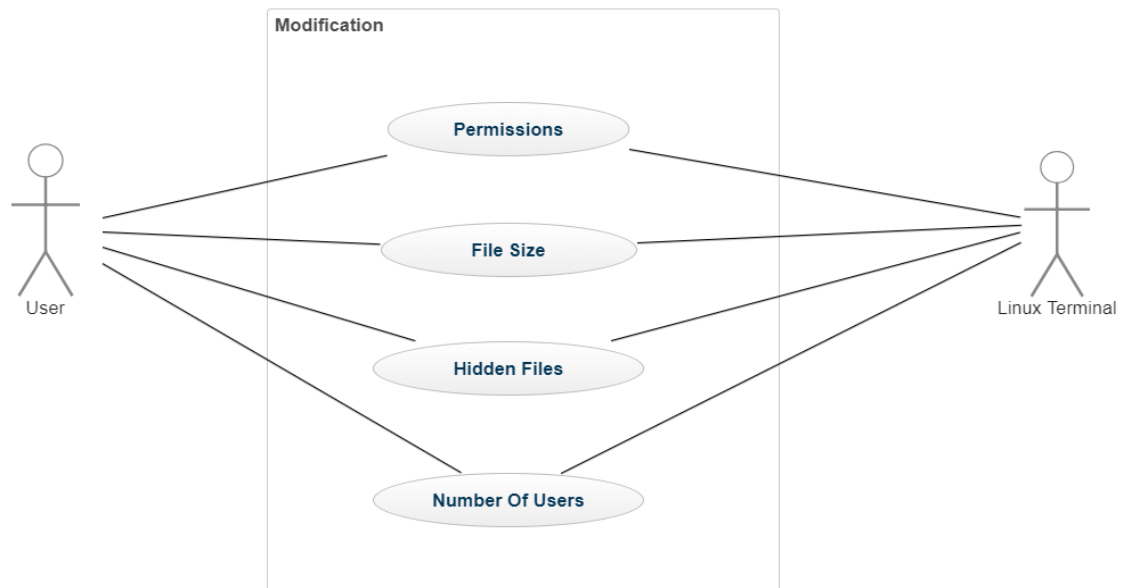 Modification
Permissions
File Size
User
Linux Terminal
Hidden Files
Number Of Users